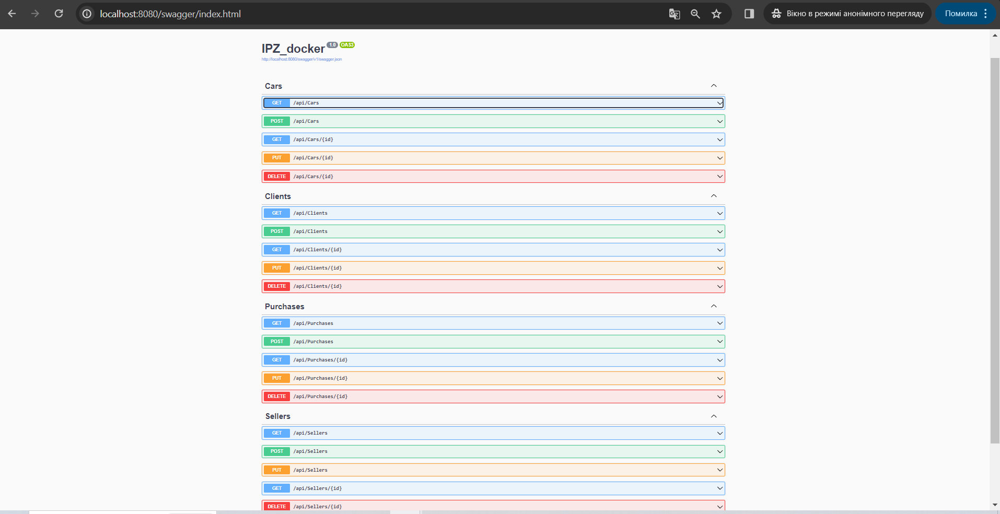 localhost:8080/swagger/index.html
Вікно в режимі анонімного перегляду
Помилка
IPZ_docker 1.0 OAS3
http://localhost:8080/swagger/v1/swagger.json
Cars
GET /api/Cars
POST /api/Cars
GET /api/Cars/{id}
PUT /api/Cars/{id}
DELETE /api/Cars/{id}
Clients
GET /api/Clients
POST /api/Clients
GET /api/Clients/{id}
PUT /api/Clients/{id}
DELETE /api/Clients/{id}
Purchases
GET /api/Purchases
POST /api/Purchases
GET /api/Purchases/{id}
PUT /api/Purchases/{id}
DELETE /api/Purchases/{id}
Sellers
GET /api/Sellers
POST /api/Sellers
PUT /api/Sellers
GET /api/Sellers/{id}
DELETE /api/Sellers/{id}